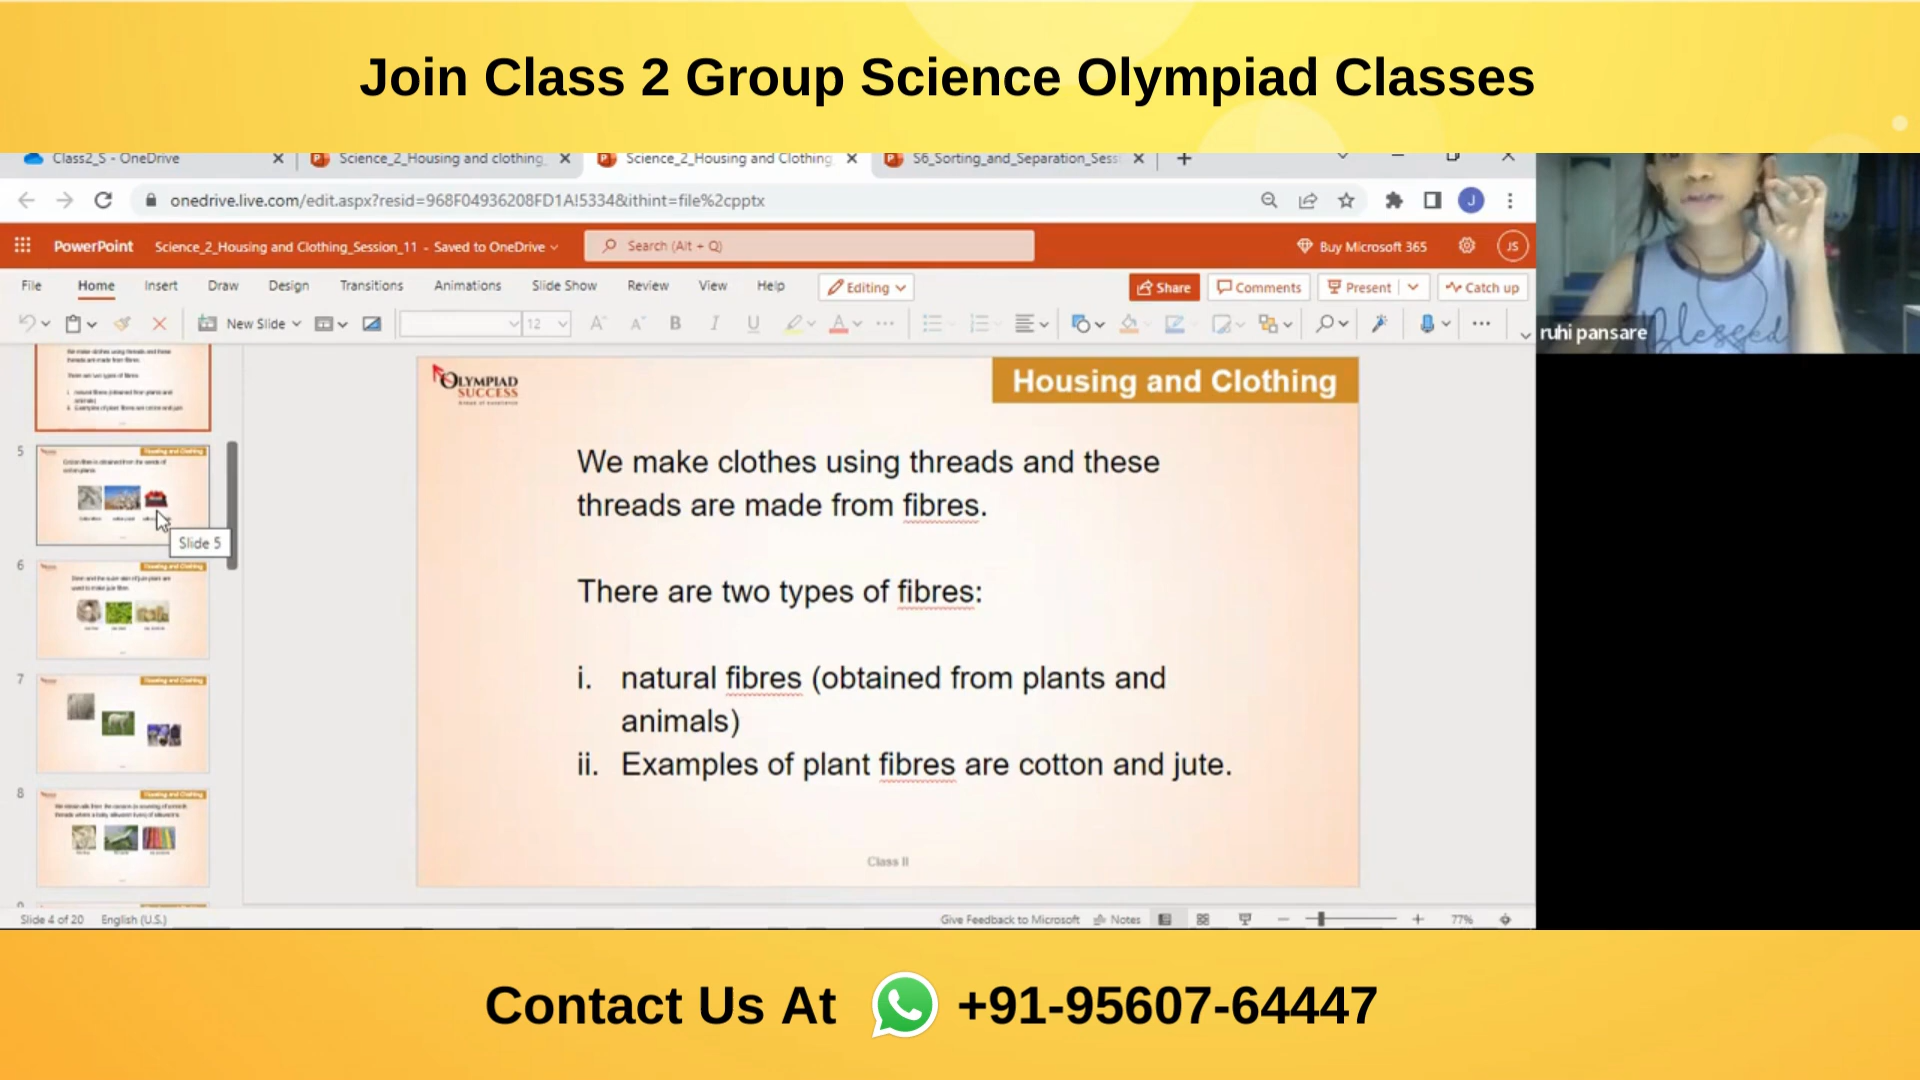 Join Class 2 Group Science Olympiad Classes
Class2_S - OneDrive
Science_2_Housing and clothing
Science_2_Housing and Clothing
S6_Sorting_and_Separation_Sess
onedrive.live.com/edit.aspx?resid=968F04936208FD1A!5334&ithint=file%2cpptx
J
PowerPoint Science_2_Housing and Clothing_Session_11 - Saved to OneDrive
Search (Alt + Q)
Buy Microsoft 365
JS
File Home Insert Draw Design Transitions Animations Slide Show Review View Help
Editing
Share
Comments
Present
Catch up
New Slide
12
B I U
ruhi pansare
Blessed
OLYMPIAD
SUCCESS
Housing and Clothing
We make clothes using threads and these
threads are made from fibres.
There are two types of fibres:
i. natural fibres (obtained from plants and
animals)
ii. Examples of plant fibres are cotton and jute.
Class II
5
Slide 5
6
7
8
Slide 4 of 20
English (U.S.)
Give Feedback to Microsoft
Notes
77%
Contact Us At +91-95607-64447